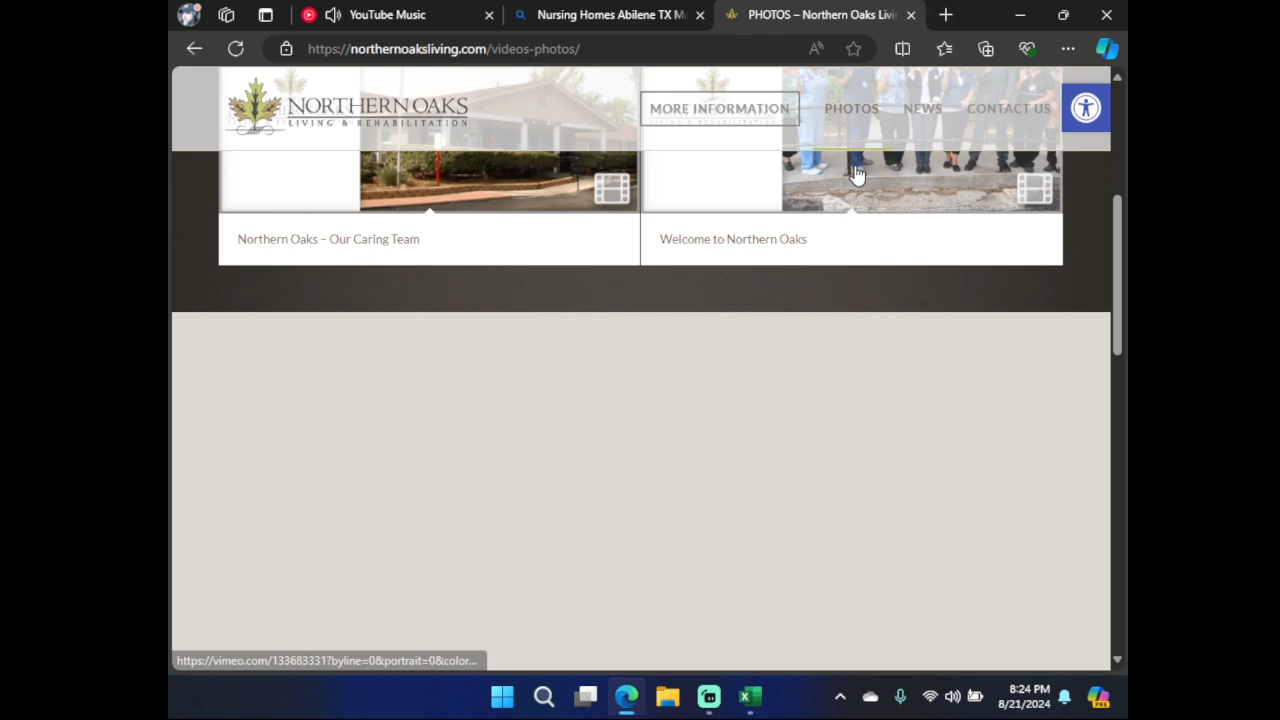 YouTube Music
Nursing Homes Abilene TX Ma
PHOTOS – Northern Oaks Livi
https://northernoaksliving.com/videos-photos/
NORTHERN OAKS
LIVING & REHABILITATION
MORE INFORMATION
PHOTOS
NEWS
CONTACT US
Northern Oaks – Our Caring Team
Welcome to Northern Oaks
https://vimeo.com/133683331?byline=0&portrait=0&color...
8:24 PM
8/21/2024
PRE